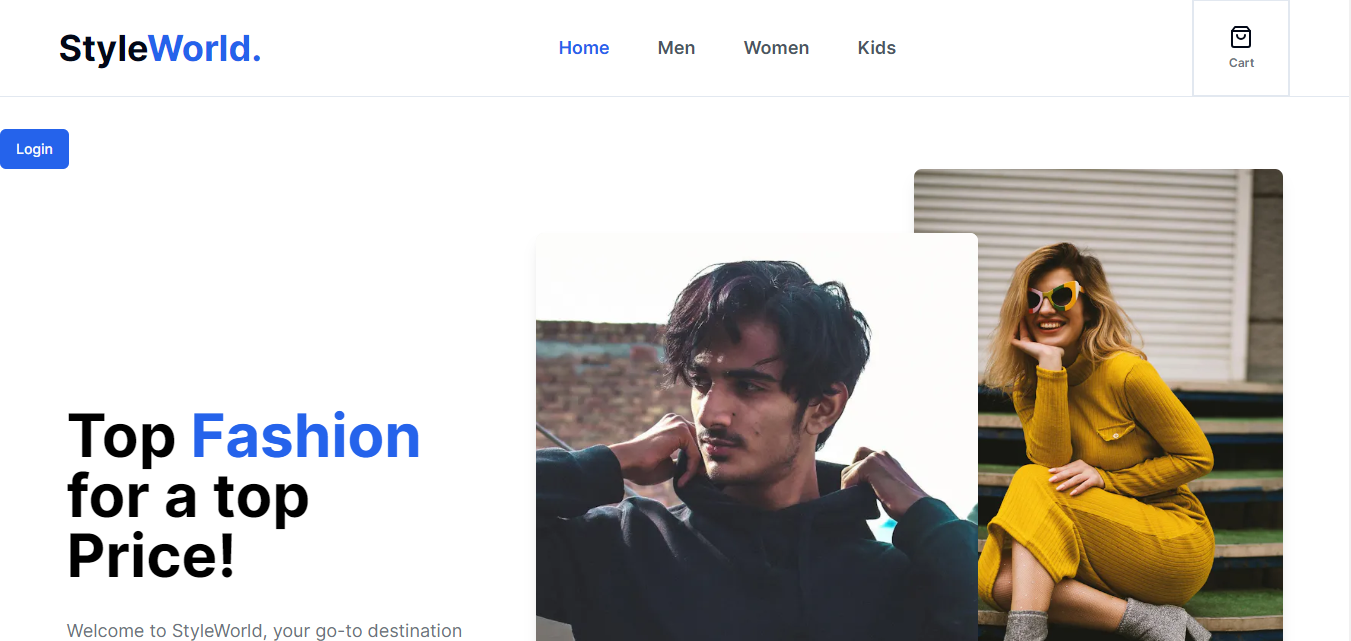 StyleWorld.
Home Men Women Kids
Cart
Login
Top Fashion
for a top
Price!
Welcome to StyleWorld, your go-to destination